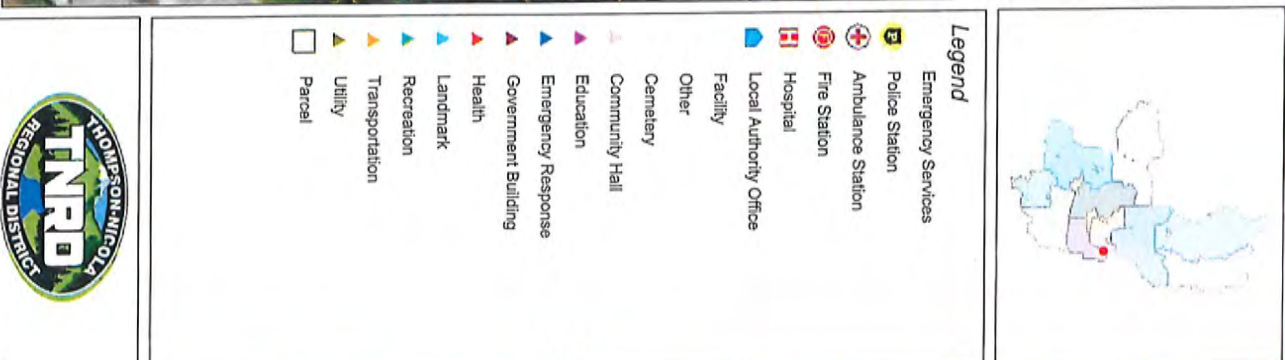 Legend
Emergency Services
Police Station
Ambulance Station
Fire Station
H
Hospital
Local Authority Office
Facility
Other
Cemetery
Community Hall
Education
Emergency Response
Government Building
Health
Landmark
Recreation
Transportation
Utility
Parcel
THOMPSON-NICOLA
TNRD
REGIONAL DISTRICT